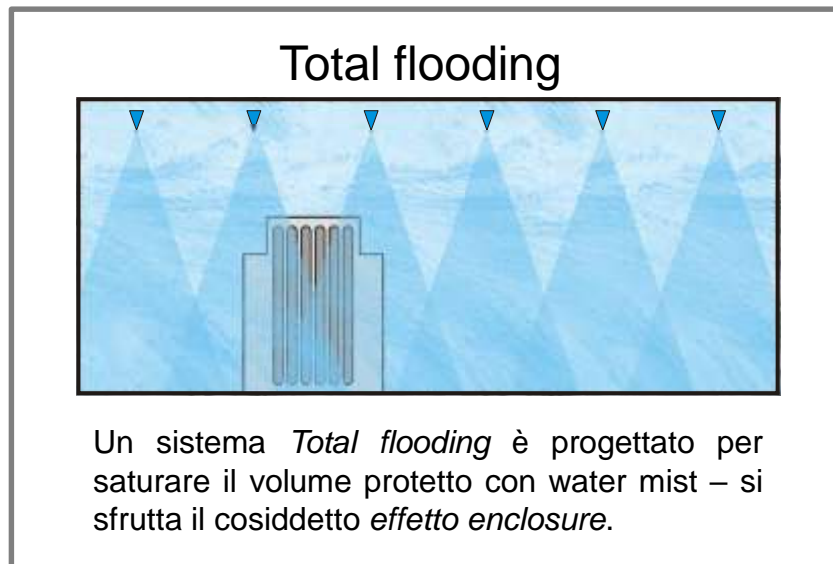 Total flooding
Un sistema Total flooding è progettato per
saturare il volume protetto con water mist – si
sfrutta il cosiddetto effetto enclosure.